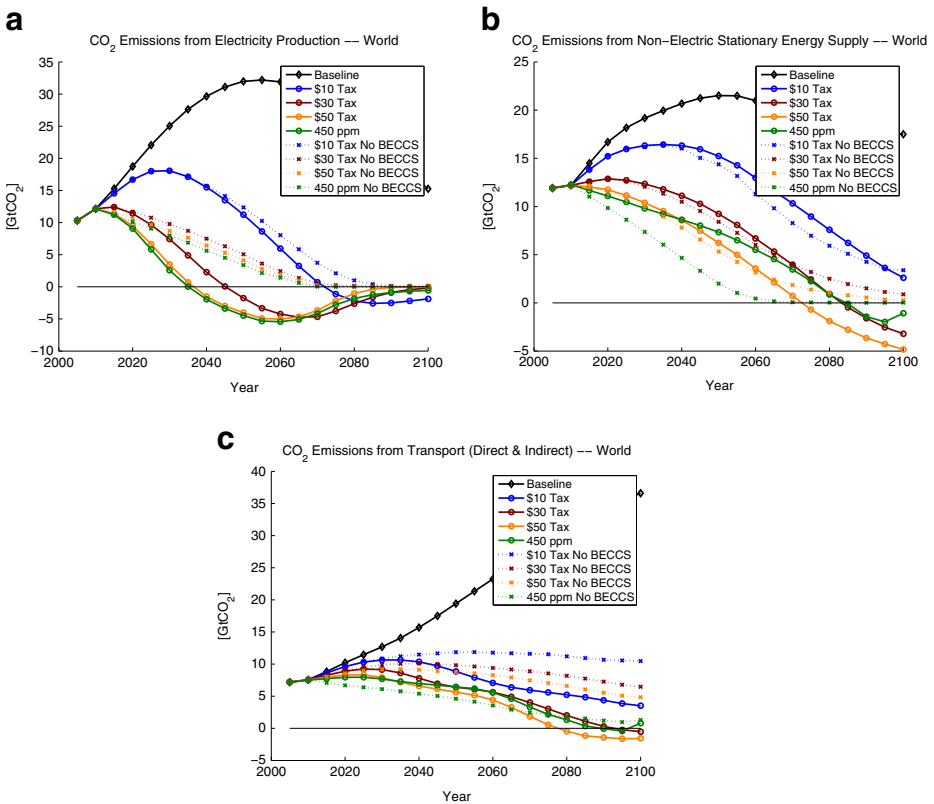 a
CO2 Emissions from Electricity Production -- World
35
30
25
20
15
10
5
0
−5
−10
[GtCO2]
2000 2020 2040 2060 2080 2100
Year
Baseline
$10 Tax
$30 Tax
$50 Tax
450 ppm
$10 Tax No BECCS
$30 Tax No BECCS
$50 Tax No BECCS
450 ppm No BECCS
b
CO2 Emissions from Non−Electric Stationary Energy Supply -- World
25
20
15
10
5
0
−5
[GtCO2]
2000 2020 2040 2060 2080 2100
Year
Baseline
$10 Tax
$30 Tax
$50 Tax
450 ppm
$10 Tax No BECCS
$30 Tax No BECCS
$50 Tax No BECCS
450 ppm No BECCS
c
CO2 Emissions from Transport (Direct & Indirect) -- World
40
35
30
25
20
15
10
5
0
−5
[GtCO2]
2000 2020 2040 2060 2080 2100
Year
Baseline
$10 Tax
$30 Tax
$50 Tax
450 ppm
$10 Tax No BECCS
$30 Tax No BECCS
$50 Tax No BECCS
450 ppm No BECCS